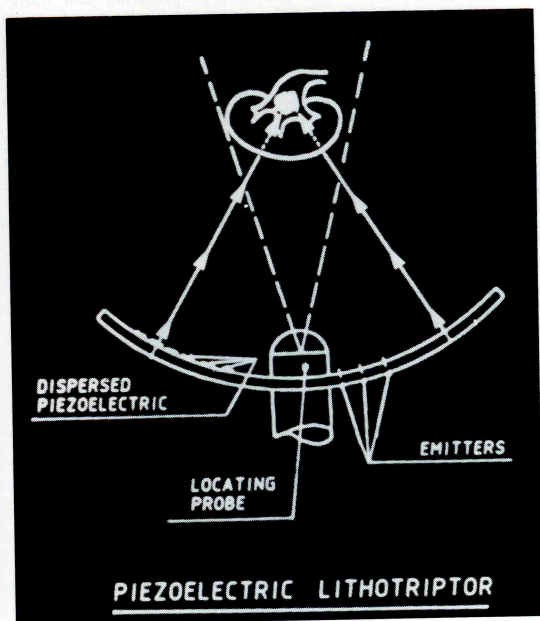 DISPERSED
PIEZOELECTRIC
LOCATING
PROBE
EMITTERS
PIEZOELECTRIC LITHOTRIPTOR